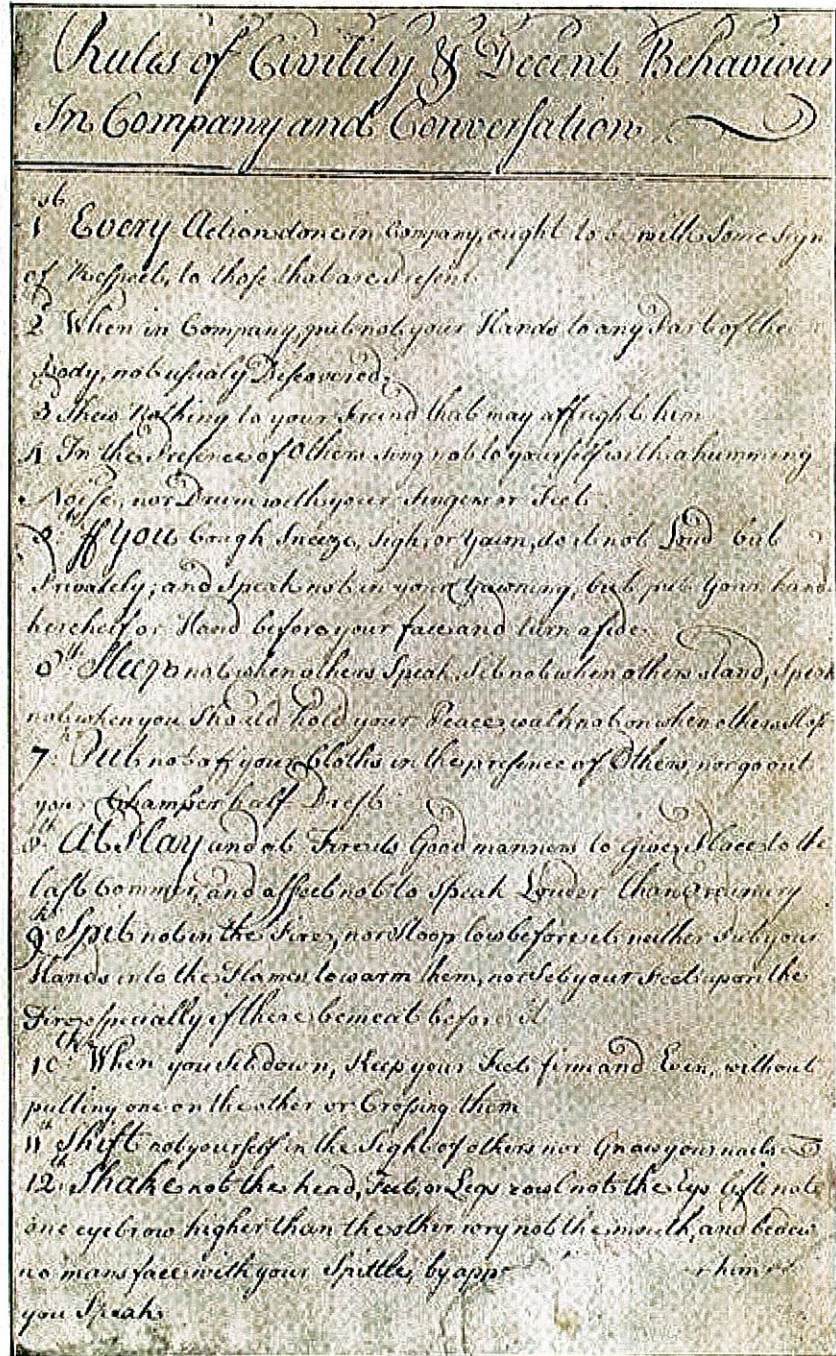 Rules of Civility & Decent Behaviour
In Company and Conversation
1st Every Action done in Company, ought to be with Some Sign
of Respect, to those that are Present.
2d When in Company, put not your Hands to any Part of the
Body, not usualy Discovered.
3 Shew Nothing to your Freind that may affright him
4 In the Presence of Others sing not to yourself with a humming
Noise, nor Drum with your Fingers or Feet
5th If You Cough, Sneeze, Sigh, or Yawn, do it not Loud but
Privately; and Speak not in your Yawning, but put Your hand
kercheif or Hand before your face and turn aside
6th Sleep not when others Speak, Sit not when others stand, Speak
not when you Should hold your Peace, walk not on when others Stop
7th Put not off your Cloths in the presence of Others, nor go out
your Chamber half Drest
8th At Play and at Fire its Good manners to Give Place to the
last Commer, and affect not to Speak Louder than Ordinary
9th Spit not in the Fire, nor Stoop low before it neither Put your
Hands into the Flames to warm them, nor Set your Feet upon the
Fire especially if there be meat before it
10th When you Sit down, Keep your Feet firm and Even, without
putting one on the other or Crossing them
11th Shift not yourself in the Sight of others nor Gnaw your nails
12th Shake not the head, Feet, or Legs rowl not the Eys lift not
one eyebrow higher than the other wry not the mouth, and bedew
no mans face with your Spittle, by app r him
you Speak